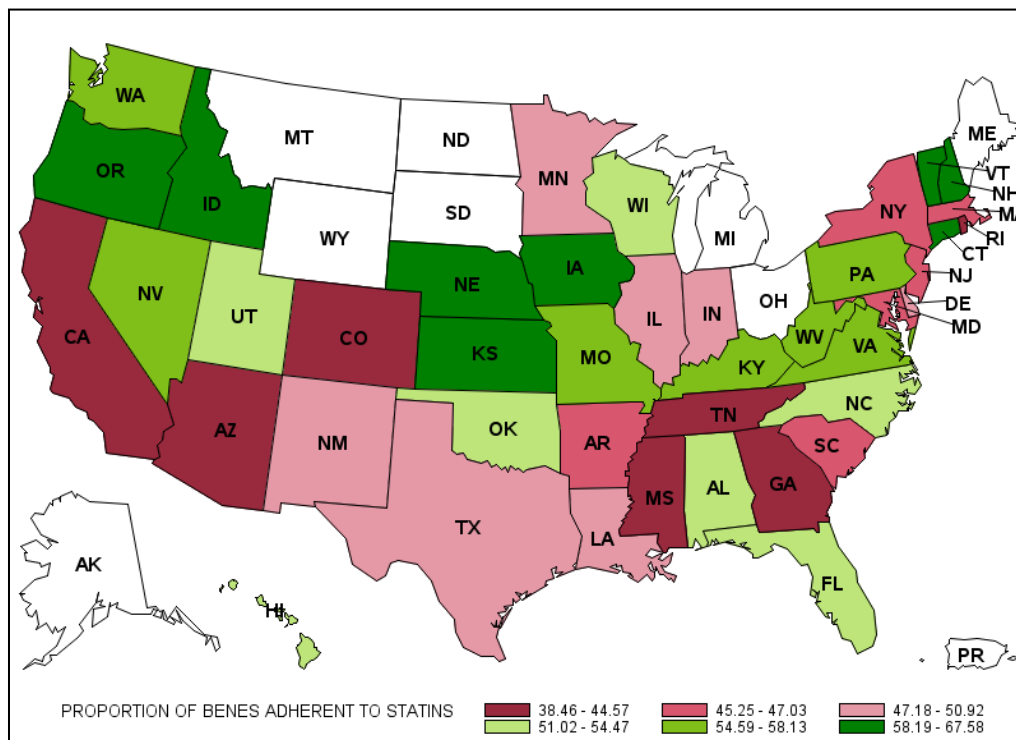 WA
MT
ND
ME
OR
ID
MN
VT
NH
SD
WI
NY
MA
WY
MI
RI
CT
NE
IA
PA
NJ
NV
UT
OH
DE
IL
IN
MD
CA
CO
KS
MO
WV
VA
KY
AZ
NM
OK
AR
TN
NC
SC
MS
AL
GA
TX
LA
AK
HI
FL
PR
PROPORTION OF BENES ADHERENT TO STATINS
38.46 - 44.57 45.25 - 47.03 47.18 - 50.92
51.02 - 54.47 54.59 - 58.13 58.19 - 67.58